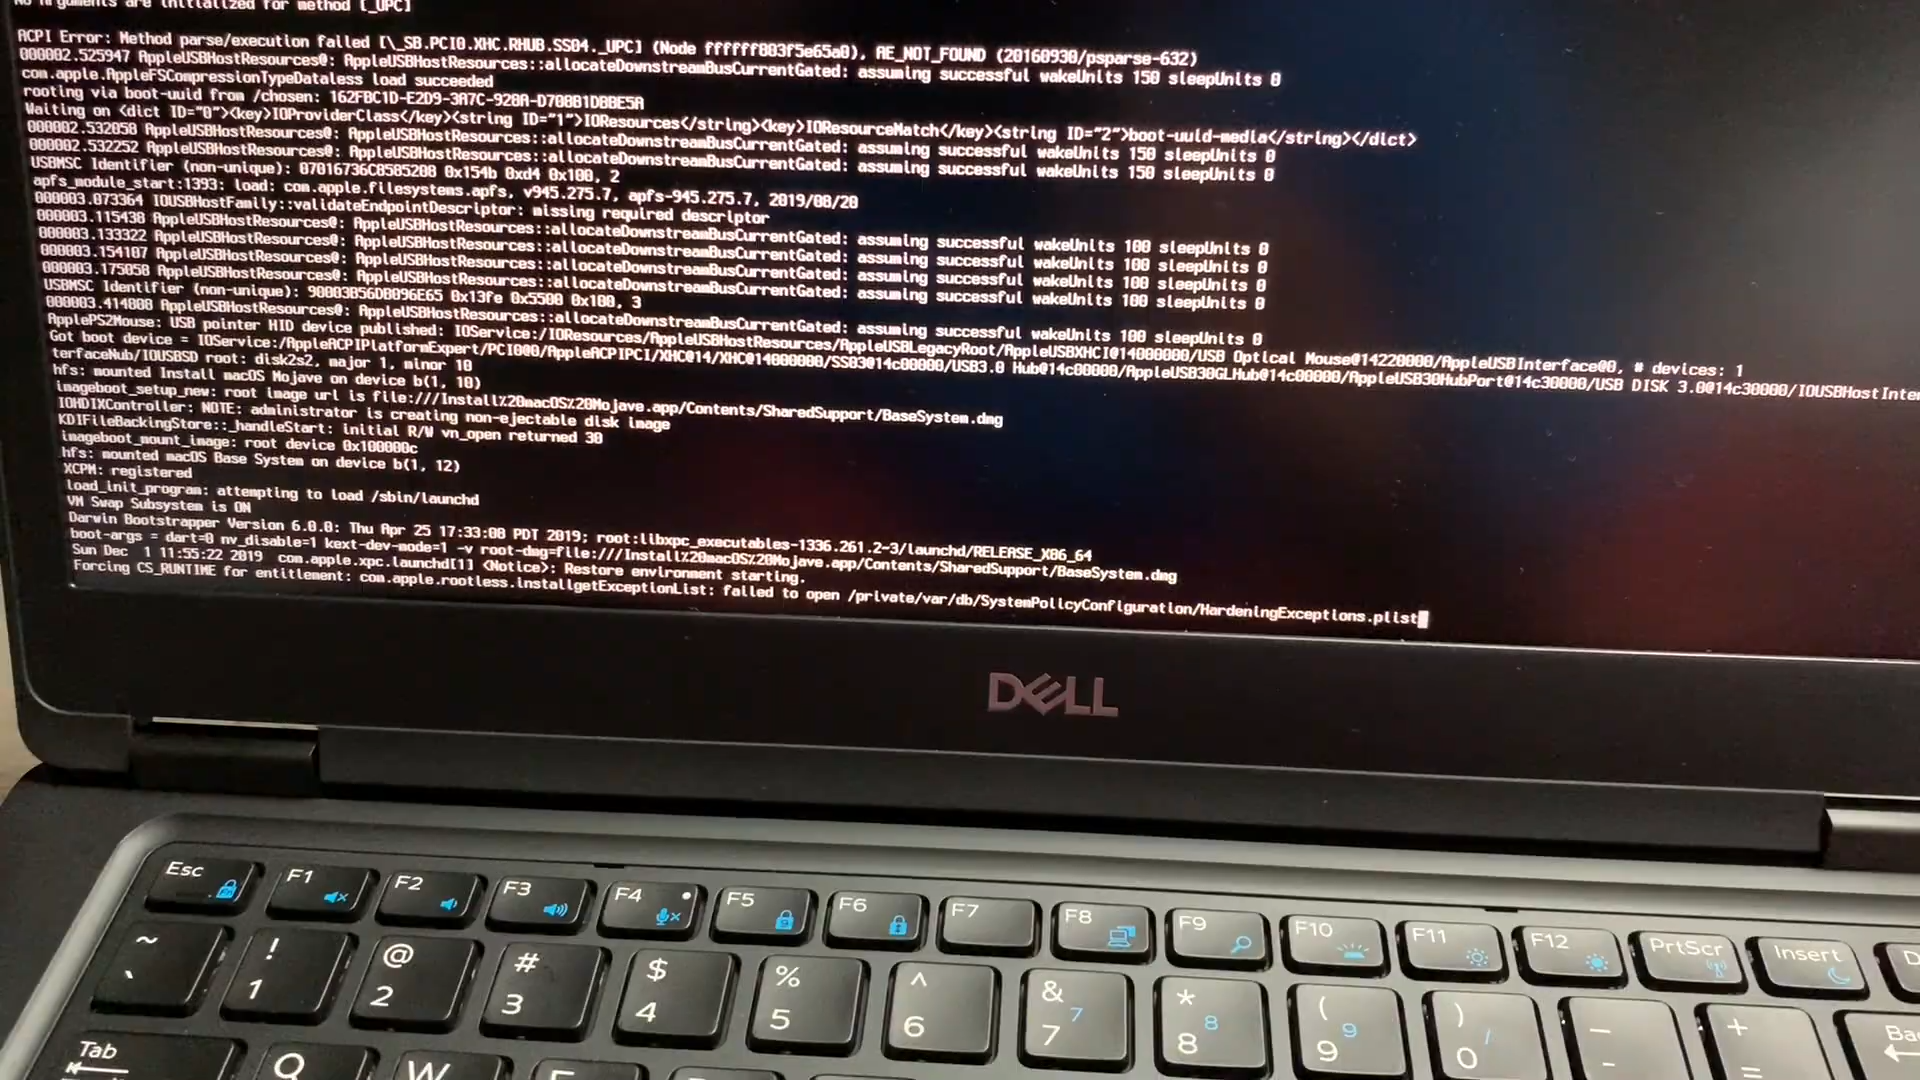 No Arguments are initialized for method [_UPC]
ACPI Error: Method parse/execution failed [\_SB.PCI0.XHC.RHUB.SS04._UPC] (Node ffffff803f5e65a0), AE_NOT_FOUND (20160930/psparse-632)
000002.525947 AppleUSBHostResources@: AppleUSBHostResources::allocateDownstreamBusCurrentGated: assuming successful wakeUnits 150 sleepUnits 0
com.apple.AppleFSCompressionTypeDataless load succeeded
rooting via boot-uuid from /chosen: 162FBC1D-E2D9-3A7C-928A-D708B1DBBE5A
Waiting on <dict ID="0"><key>IOProviderClass</key><string ID="1">IOResources</string><key>IOResourceMatch</key><string ID="2">boot-uuid-media</string></dict>
000002.532058 AppleUSBHostResources@: AppleUSBHostResources::allocateDownstreamBusCurrentGated: assuming successful wakeUnits 150 sleepUnits 0
000002.532252 AppleUSBHostResources@: AppleUSBHostResources::allocateDownstreamBusCurrentGated: assuming successful wakeUnits 150 sleepUnits 0
USBMSC Identifier (non-unique): 07016736C8585208 0x154b 0xd4 0x100, 2
apfs_module_start:1393: load: com.apple.filesystems.apfs, v945.275.7, apfs-945.275.7, 2019/08/20
000003.073364 IOUSBHostFamily::validateEndpointDescriptor: missing required descriptor
000003.115438 AppleUSBHostResources@: AppleUSBHostResources::allocateDownstreamBusCurrentGated: assuming successful wakeUnits 100 sleepUnits 0
000003.133322 AppleUSBHostResources@: AppleUSBHostResources::allocateDownstreamBusCurrentGated: assuming successful wakeUnits 100 sleepUnits 0
000003.154187 AppleUSBHostResources@: AppleUSBHostResources::allocateDownstreamBusCurrentGated: assuming successful wakeUnits 100 sleepUnits 0
000003.175058 AppleUSBHostResources@: AppleUSBHostResources::allocateDownstreamBusCurrentGated: assuming successful wakeUnits 100 sleepUnits 0
USBMSC Identifier (non-unique): 90003B56DB096E65 0x13fe 0x5500 0x100, 3
000003.414808 AppleUSBHostResources@: AppleUSBHostResources::allocateDownstreamBusCurrentGated: assuming successful wakeUnits 100 sleepUnits 0
ApplePS2Mouse: USB pointer HID device published: IOService:/IOResources/AppleUSBHostResources/AppleUSBLegacyRoot/AppleUSBXHCI@14000000/USB Optical Mouse@14220000/AppleUSBInterface@0, # devices: 1
Got boot device = IOService:/AppleACPIPlatformExpert/PCI0@0/AppleACPIPCI/XHC@14/XHC@14000000/SS03@14c00000/USB3.0 Hub@14c00000/AppleUSB30GLHub@14c00000/AppleUSB30HubPort@14c30000/USB DISK 3.0@14c30000/IOUSBHostInter
terfaceNub/IOUSBSD root: disk2s2, major 1, minor 10
hfs: mounted Install macOS Mojave on device b(1, 10)
imageboot_setup_new: root image url is file:///Install%20macOS%20Mojave.app/Contents/SharedSupport/BaseSystem.dmg
IOHDIXController: NOTE: administrator is creating non-ejectable disk image
KDIFileBackingStore::_handleStart: initial R/W vn_open returned 30
imageboot_mount_image: root device 0x100000c
hfs: mounted macOS Base System on device b(1, 12)
XCPM: registered
load_init_program: attempting to load /sbin/launchd
VM Swap Subsystem is ON
Darwin Bootstrapper Version 6.0.0: Thu Apr 25 17:33:08 PDT 2019; root:libxpc_executables-1336.261.2~3/launchd/RELEASE_X86_64
boot-args = dart=0 nv_disable=1 kext-dev-mode=1 -v root-dmg=file:///Install%20macOS%20Mojave.app/Contents/SharedSupport/BaseSystem.dmg
Sun Dec 1 11:55:22 2019 com.apple.xpc.launchd[1] <Notice>: Restore environment starting.
Forcing CS_RUNTIME for entitlement: com.apple.rootless.installgetExceptionList: failed to open /private/var/db/SystemPolicyConfiguration/HardeningExceptions.plist
DELL
Esc F1 F2 F3 F4 F5 F6 F7 F8 F9 F10 F11 F12 PrtScr Insert
~ ! @ # $ % ^ & * ( ) _ +
` 1 2 3 4 5 6 7 7 8 8 9 9 0 / - =
Tab Q W